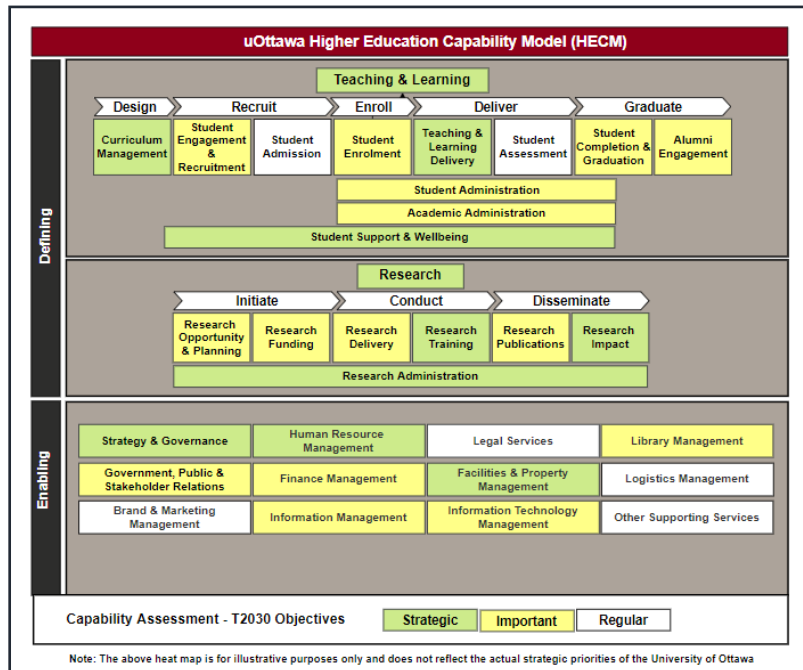 uOttawa Higher Education Capability Model (HECM)
Defining
Teaching & Learning
Design
Recruit
Enroll
Deliver
Graduate
Curriculum
Management
Student
Engagement
&
Recruitment
Student
Admission
Student
Enrolment
Teaching &
Learning
Delivery
Student
Assessment
Student
Completion &
Graduation
Alumni
Engagement
Student Administration
Academic Administration
Student Support & Wellbeing
Research
Initiate
Conduct
Disseminate
Research
Opportunity
& Planning
Research
Funding
Research
Delivery
Research
Training
Research
Publications
Research
Impact
Research Administration
Enabling
Strategy & Governance
Human Resource
Management
Legal Services
Library Management
Government, Public &
Stakeholder Relations
Finance Management
Facilities & Property
Management
Logistics Management
Brand & Marketing
Management
Information Management
Information Technology
Management
Other Supporting Services
Capability Assessment - T2030 Objectives
Strategic
Important
Regular
Note: The above heat map is for illustrative purposes only and does not reflect the actual strategic priorities of the University of Ottawa